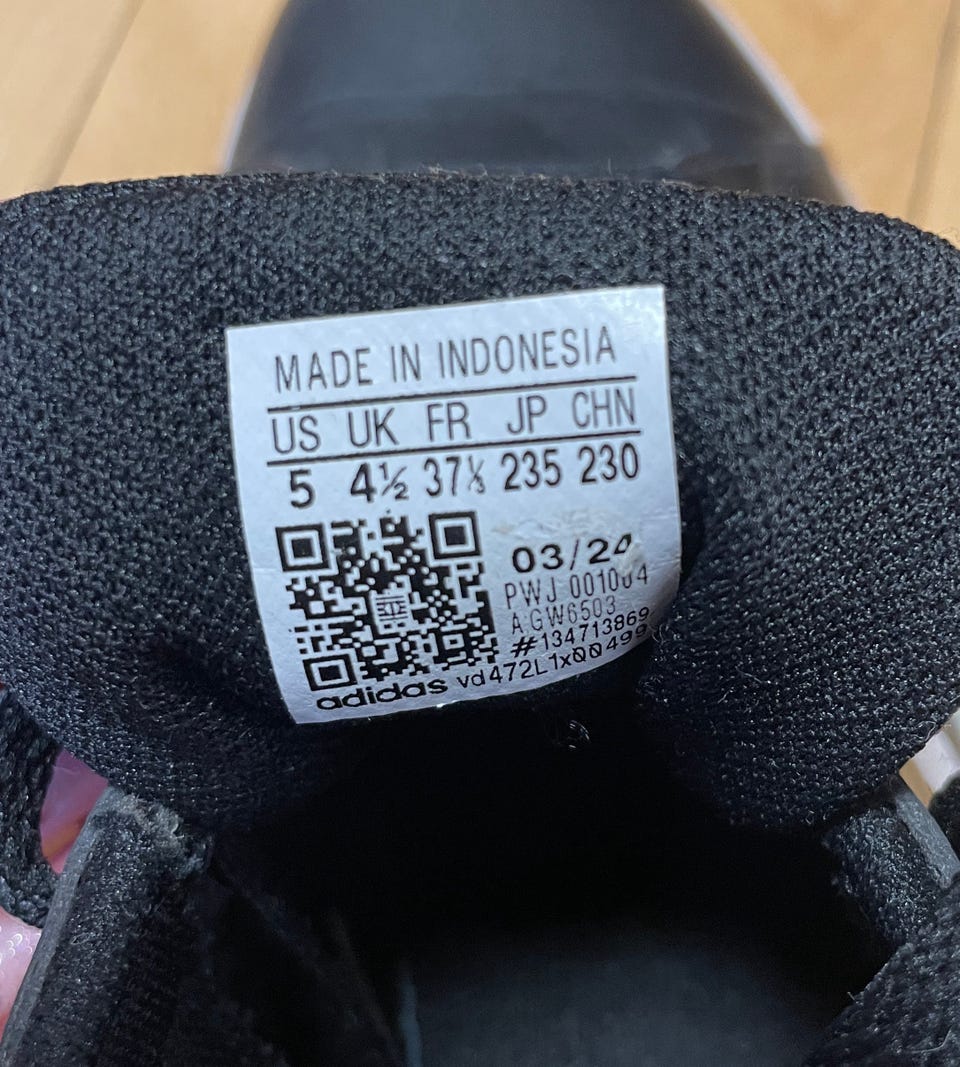 MADE IN INDONESIA
US UK FR JP CHN
5 4½ 37⅓ 235 230
03/24
PWJ 001004
AGW6503
#134713869
adidas vd472L1x00499